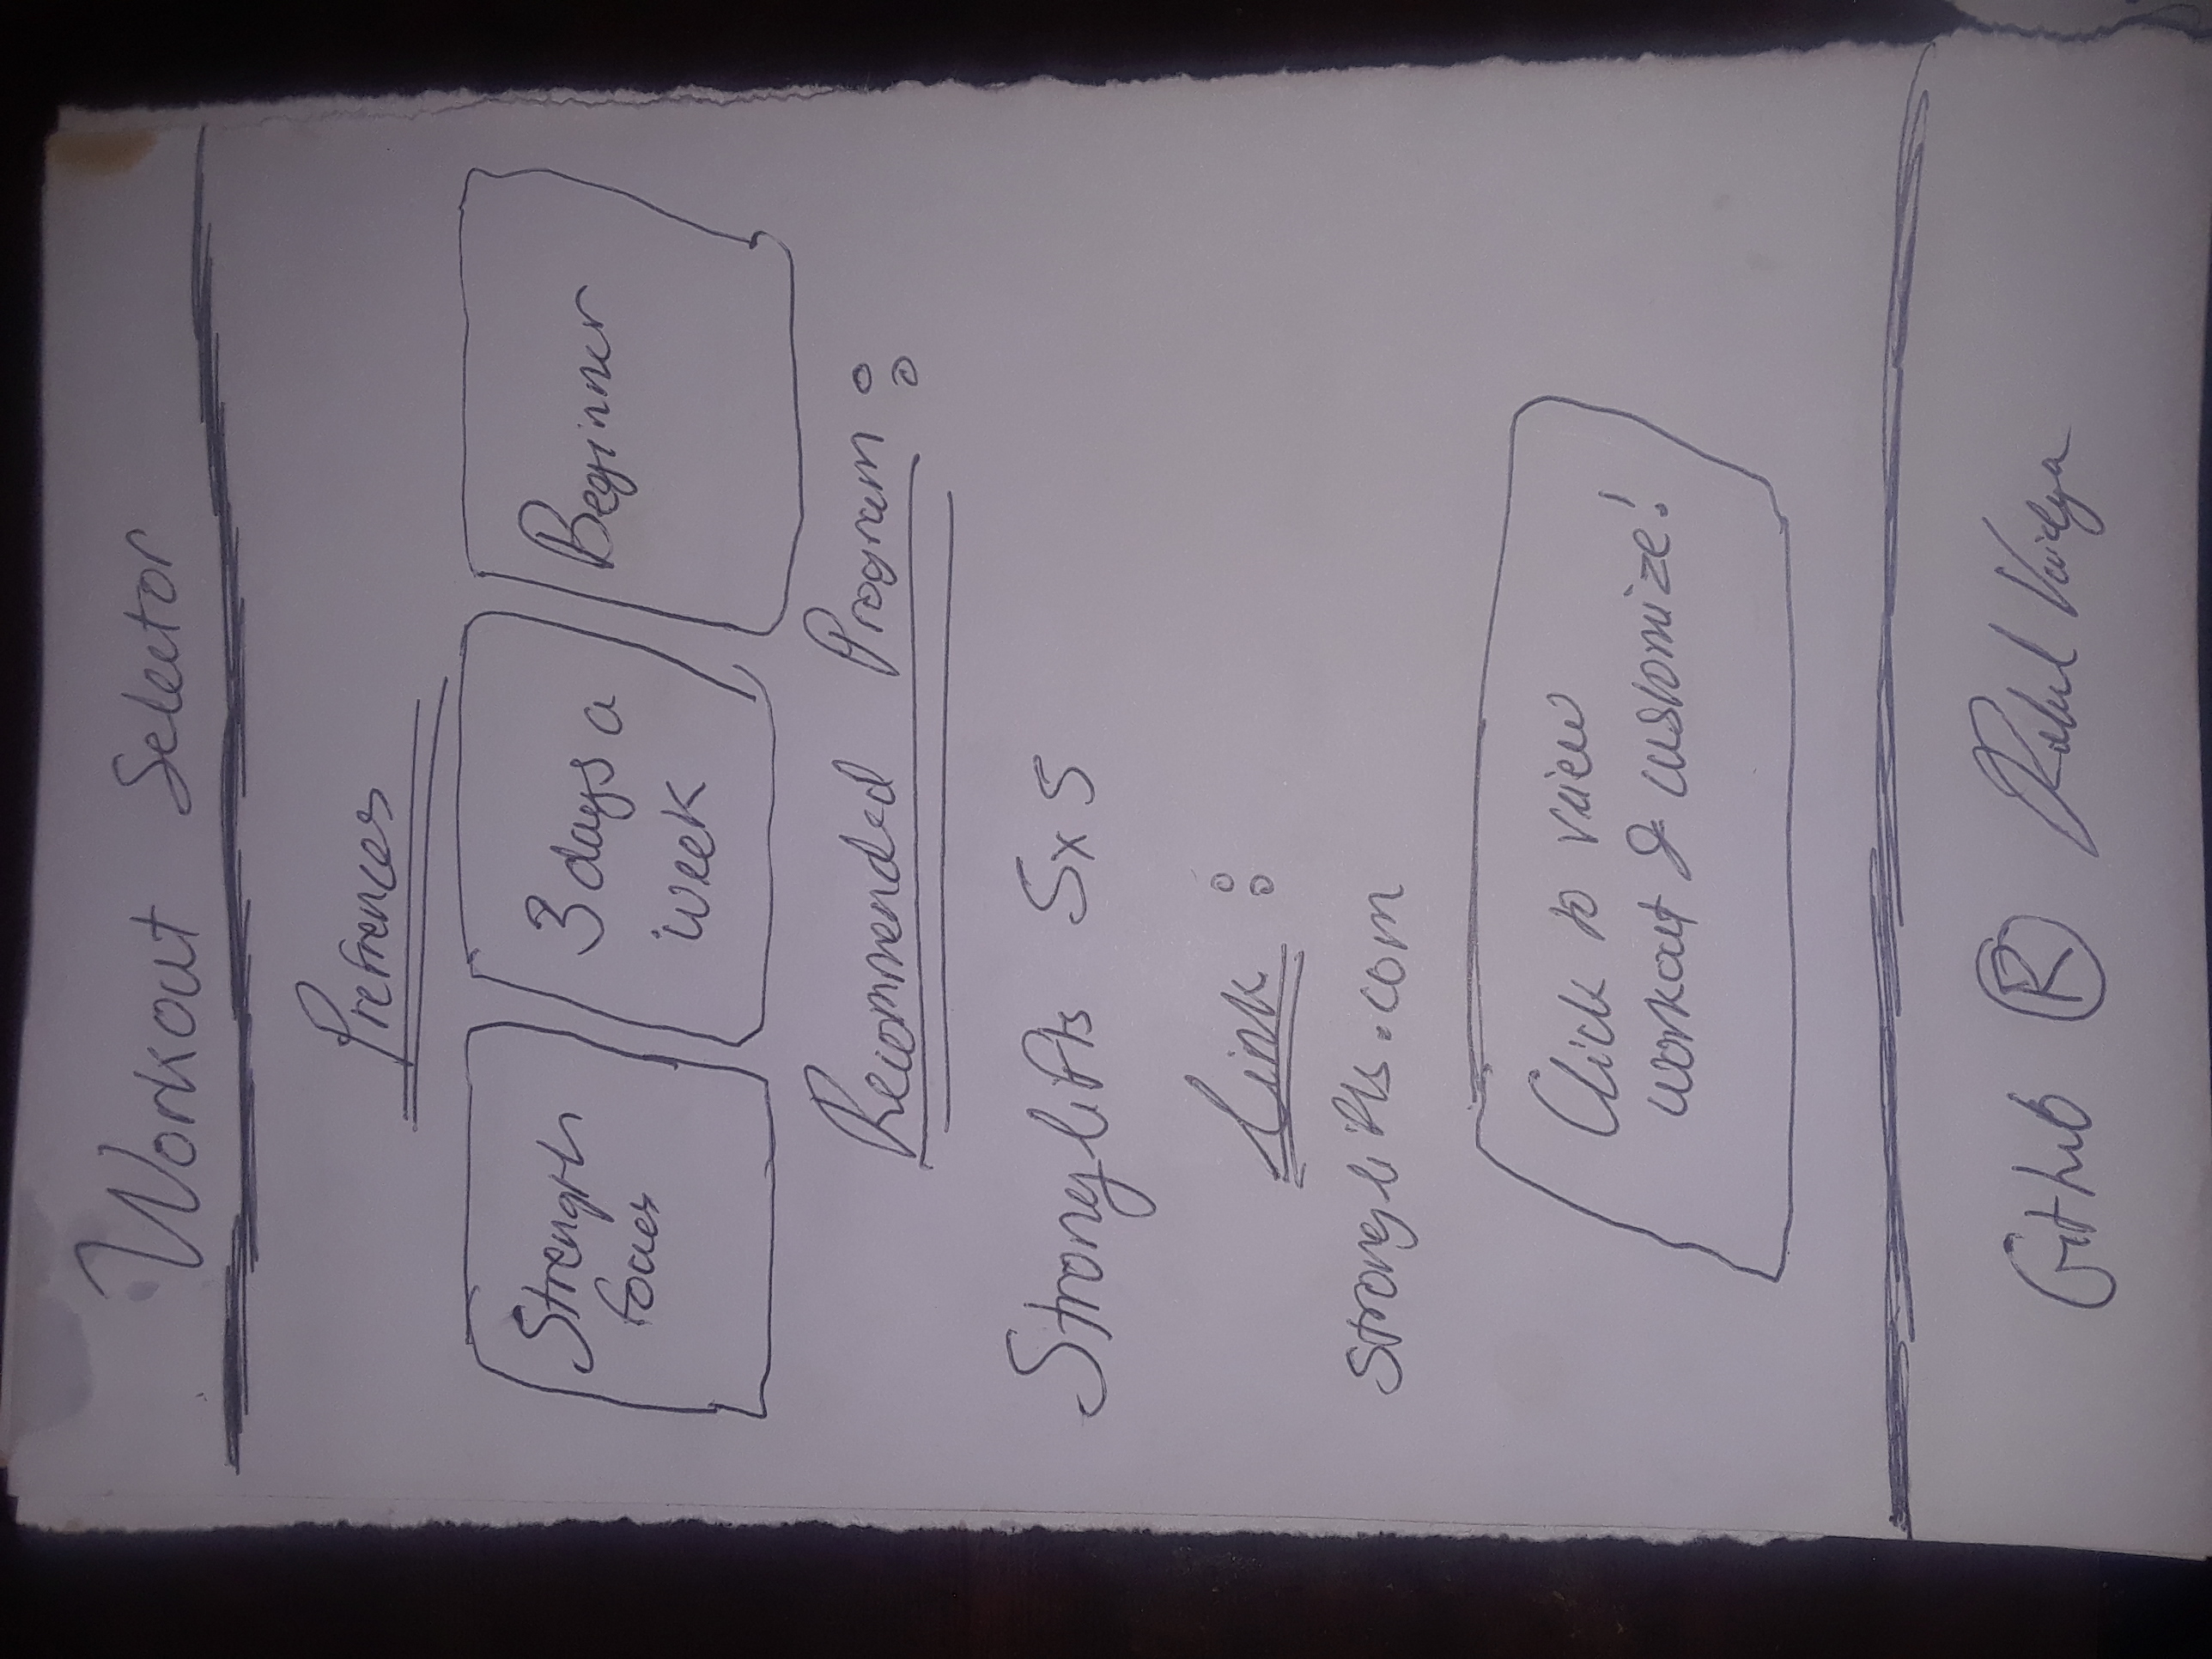 Workout Selector
Prefrences
Strength
focus
3 days a
week
Beginner
Recommended Program :
Stronglifts 5x5
Link :
stronglifts.com
Click to view
workout & customize!
Github ® Rahul Vaidya